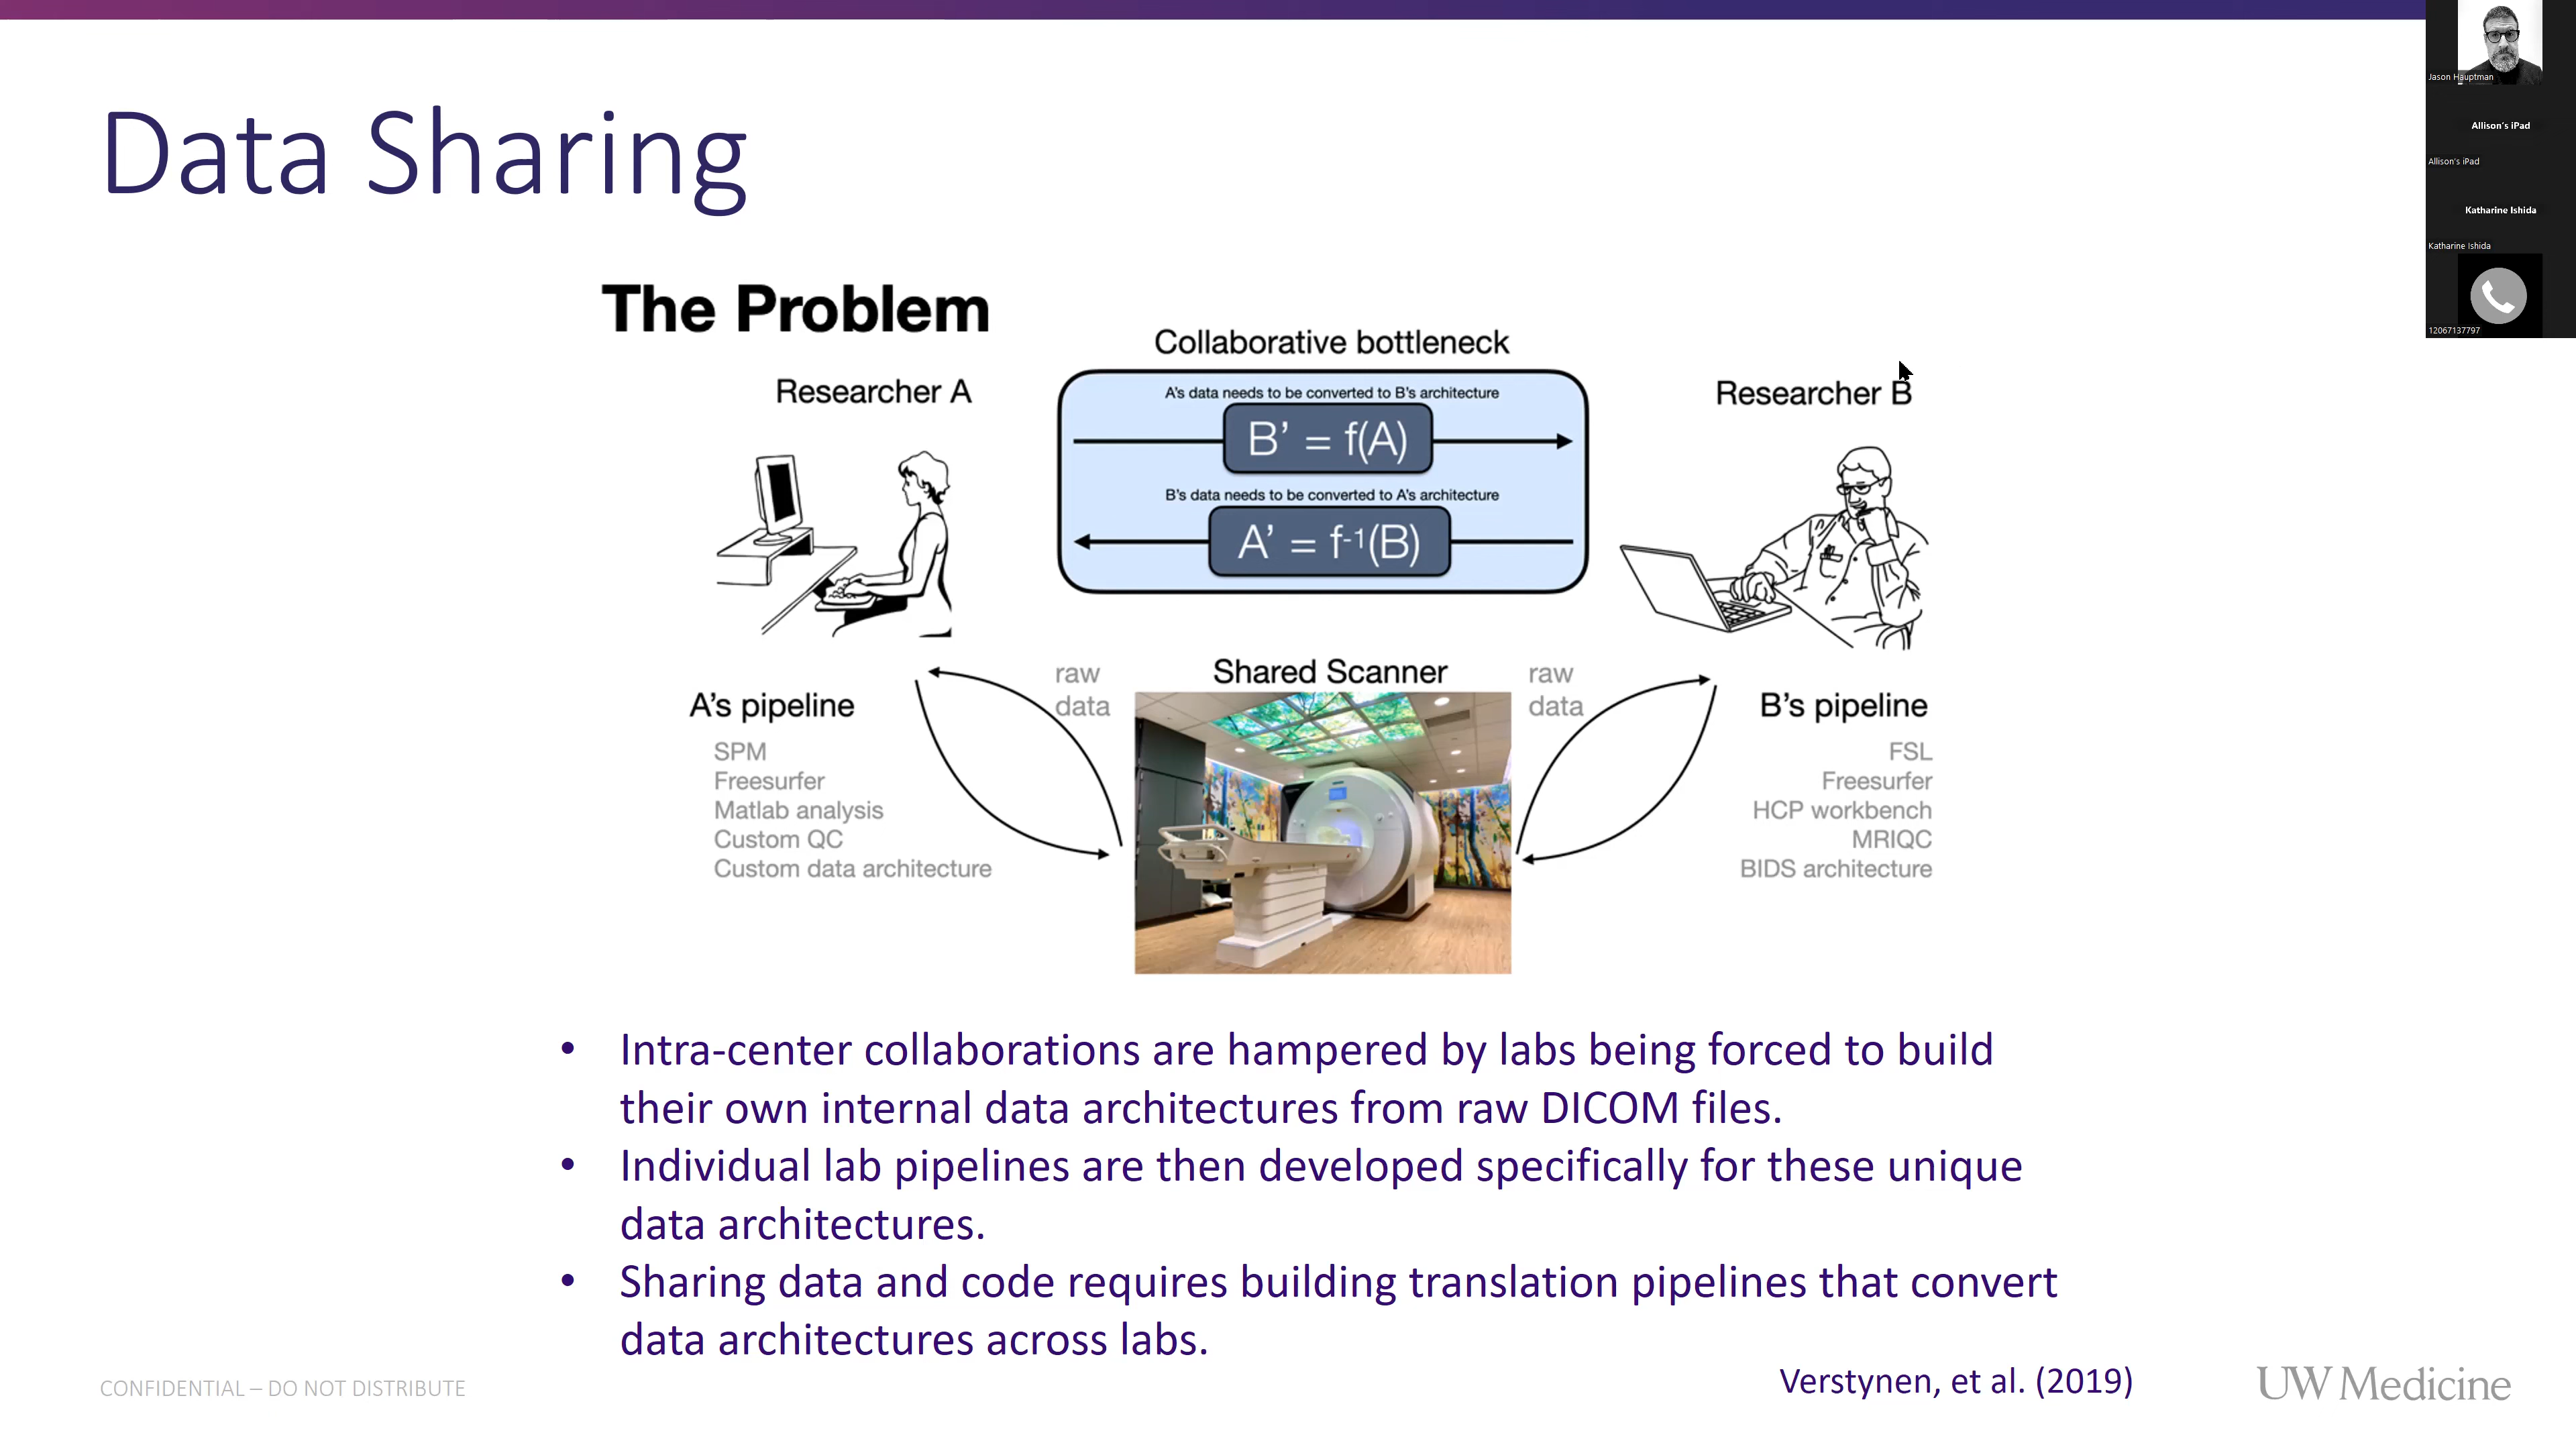 Data Sharing
The Problem
Collaborative bottleneck
Researcher A
A's data needs to be converted to B's architecture
B' = f(A)
B's data needs to be converted to A's architecture
A' = f-1(B)
Researcher B
raw
data
Shared Scanner
raw
data
A's pipeline
SPM
Freesurfer
Matlab analysis
Custom QC
Custom data architecture
B's pipeline
FSL
Freesurfer
HCP workbench
MRIQC
BIDS architecture
• Intra-center collaborations are hampered by labs being forced to build
their own internal data architectures from raw DICOM files.
• Individual lab pipelines are then developed specifically for these unique
data architectures.
• Sharing data and code requires building translation pipelines that convert
data architectures across labs.
Verstynen, et al. (2019)
CONFIDENTIAL – DO NOT DISTRIBUTE
UW Medicine
Jason Hauptman
Allison's iPad
Allison's iPad
Katharine Ishida
Katharine Ishida
12067137797